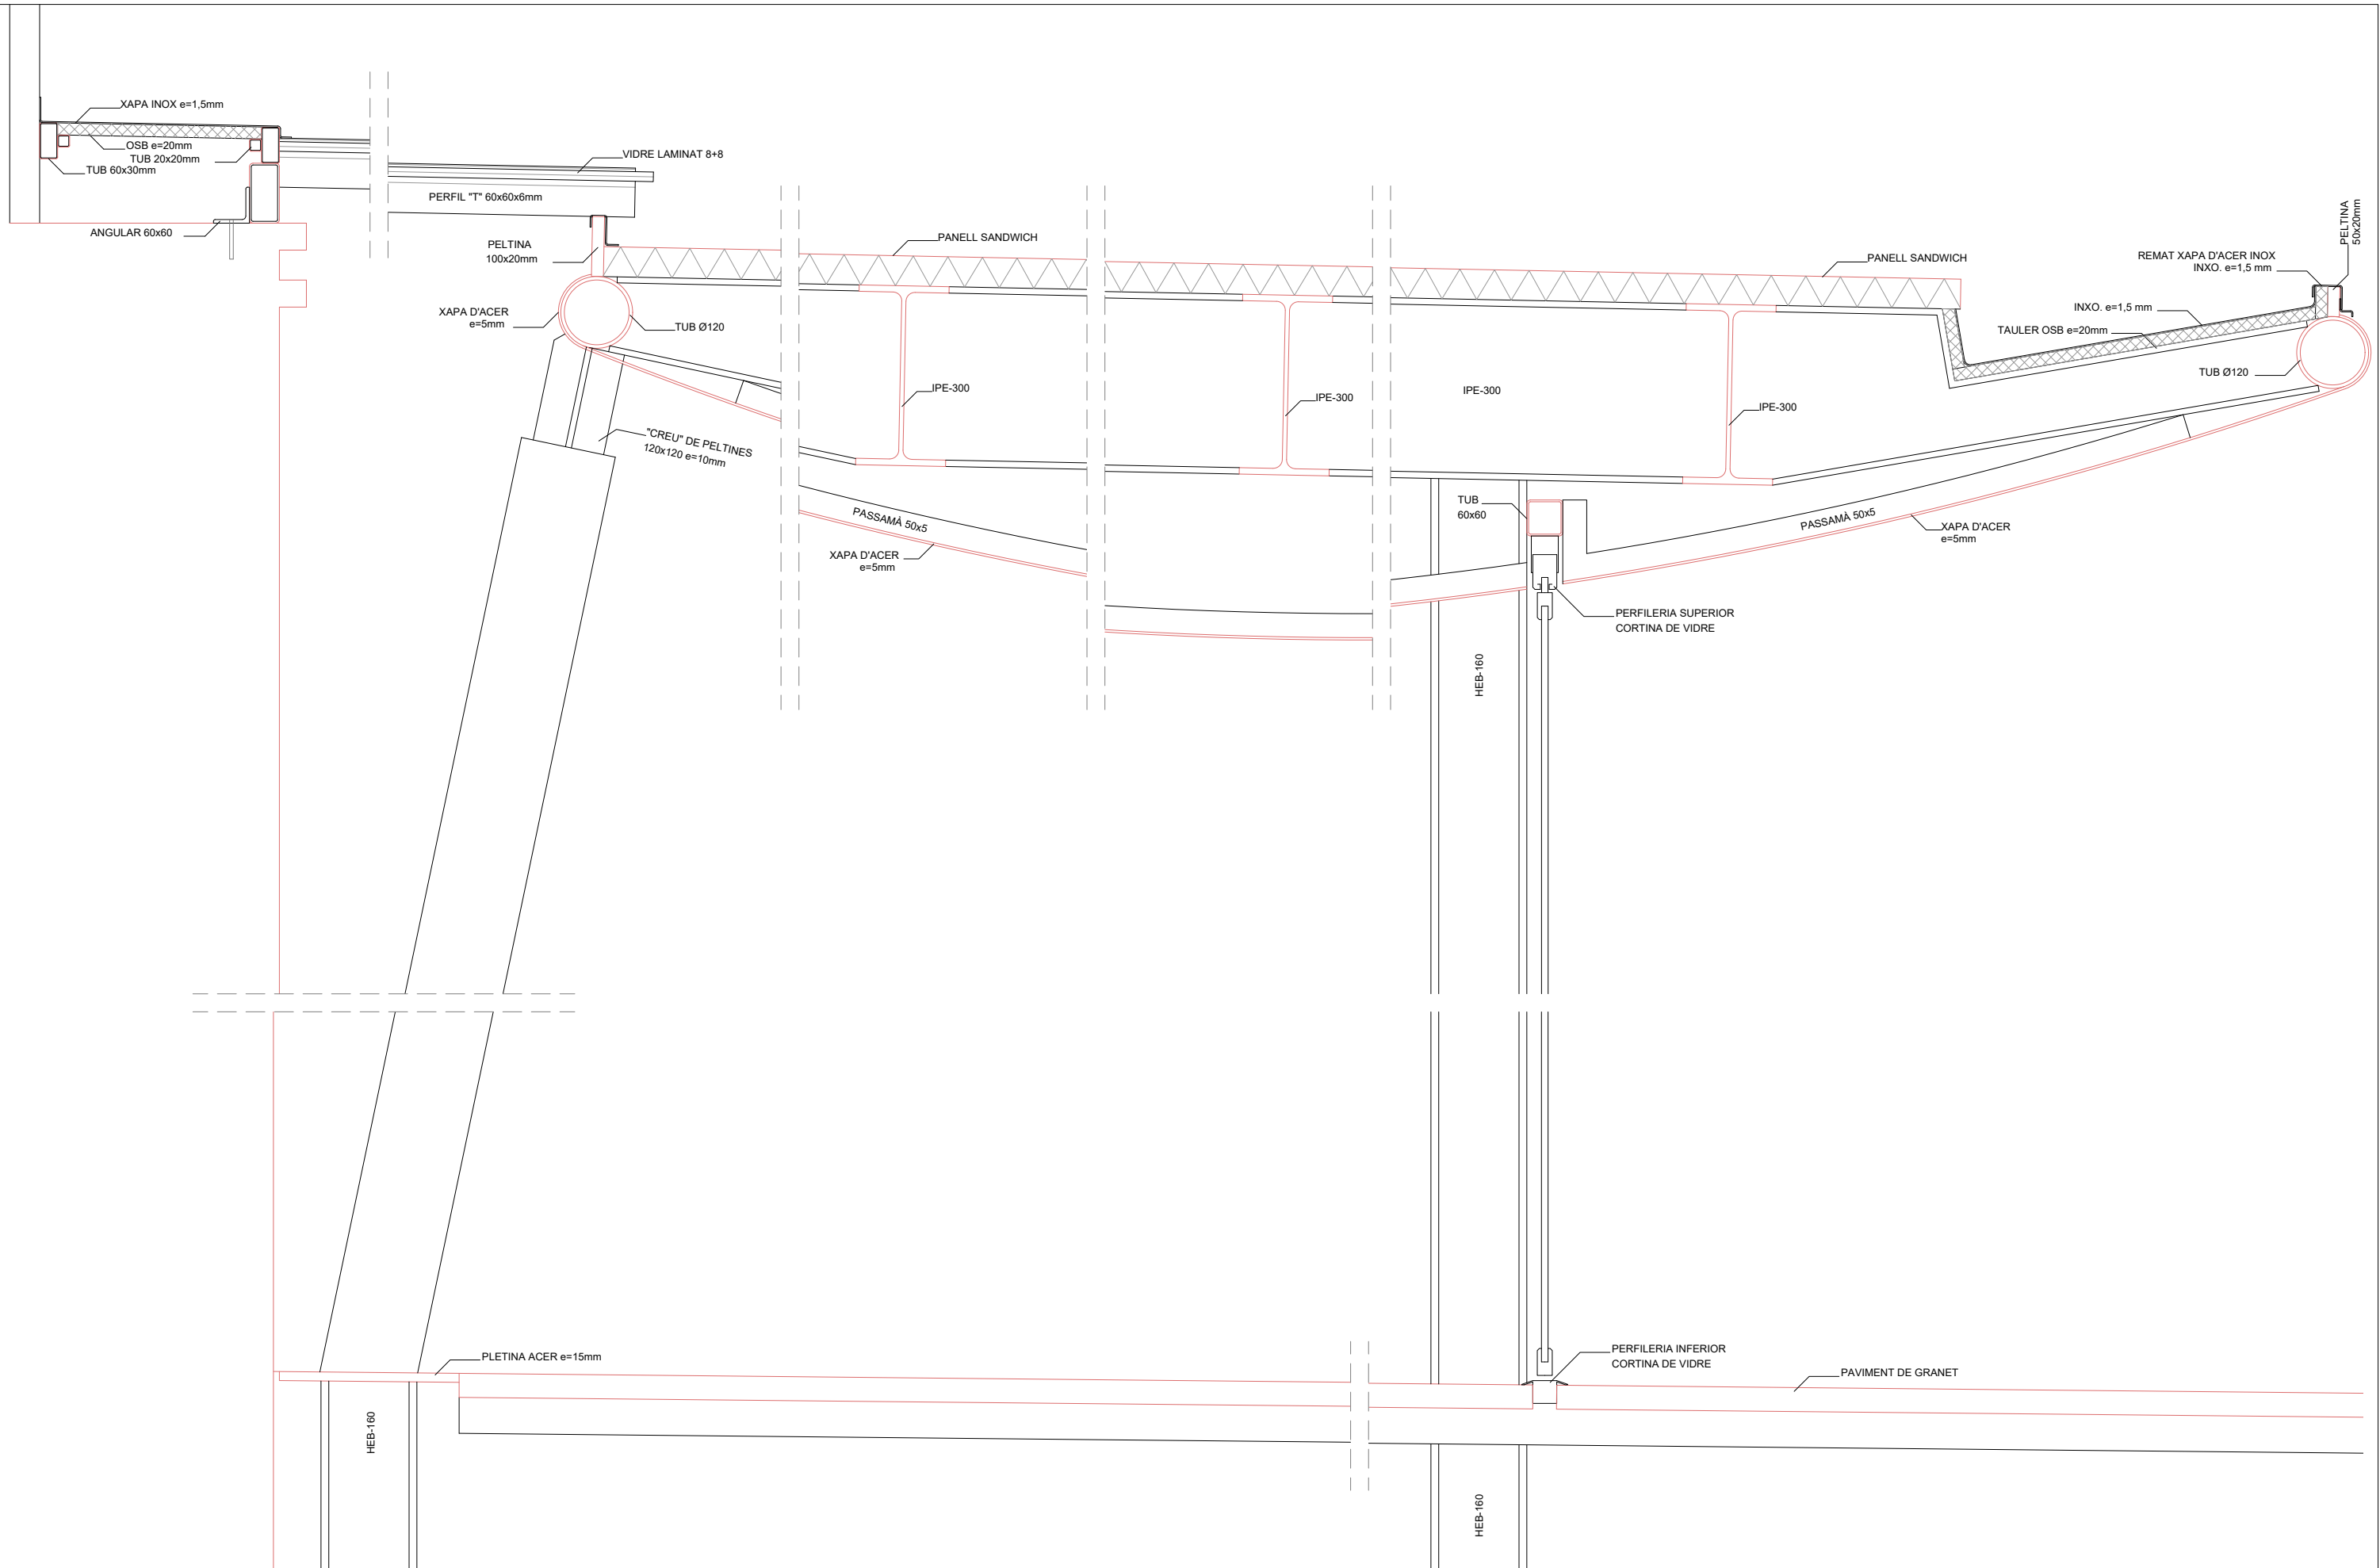 XAPA INOX e=1,5mm
OSB e=20mm
TUB 20x20mm
TUB 60x30mm
ANGULAR 60x60
VIDRE LAMINAT 8+8
PERFIL "T" 60x60x6mm
PELTINA
100x20mm
XAPA D'ACER
e=5mm
TUB Ø120
"CREU" DE PELTINES
120x120 e=10mm
PANELL SANDWICH
IPE-300
IPE-300
IPE-300
IPE-300
PASSAMÀ 50x5
XAPA D'ACER
e=5mm
PANELL SANDWICH
REMAT XAPA D'ACER INOX
INXO. e=1,5 mm
PELTINA
50x20mm
INXO. e=1,5 mm
TAULER OSB e=20mm
TUB Ø120
TUB
60x60
PASSAMÀ 50x5
XAPA D'ACER
e=5mm
PERFILERIA SUPERIOR
CORTINA DE VIDRE
HEB-160
PLETINA ACER e=15mm
PERFILERIA INFERIOR
CORTINA DE VIDRE
PAVIMENT DE GRANET
HEB-160
HEB-160